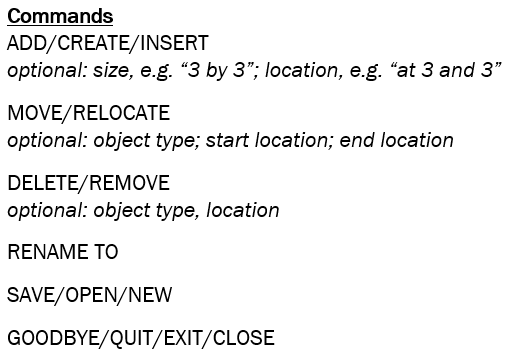 Commands
ADD/CREATE/INSERT
optional: size, e.g. “3 by 3”; location, e.g. “at 3 and 3”
MOVE/RELOCATE
optional: object type; start location; end location
DELETE/REMOVE
optional: object type, location
RENAME TO
SAVE/OPEN/NEW
GOODBYE/QUIT/EXIT/CLOSE